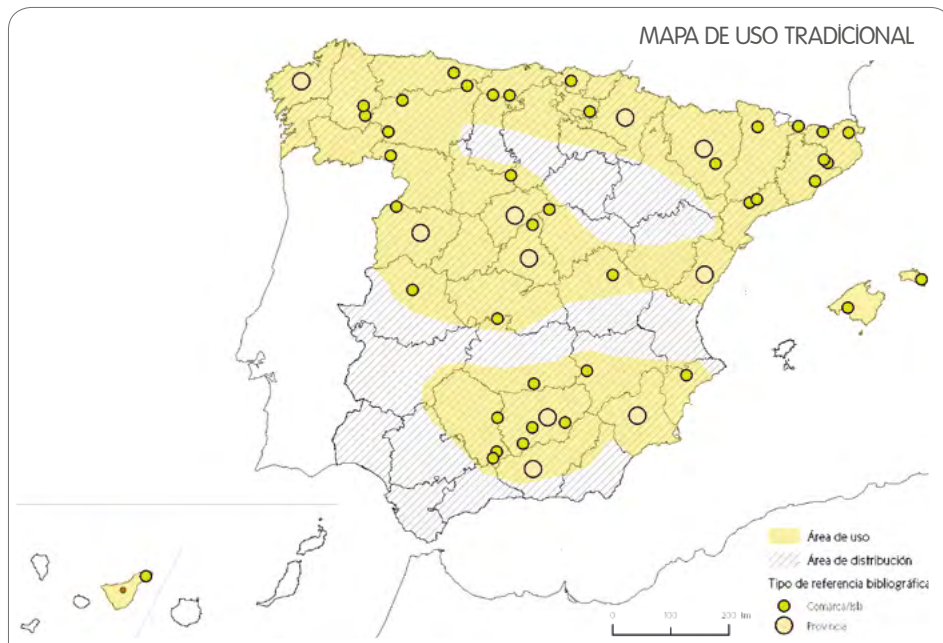 MAPA DE USO TRADICIONAL
Área de uso
Área de distribución
Tipo de referencia bibliográfica
Comarca/Isla
Provincia
0 100 200 km